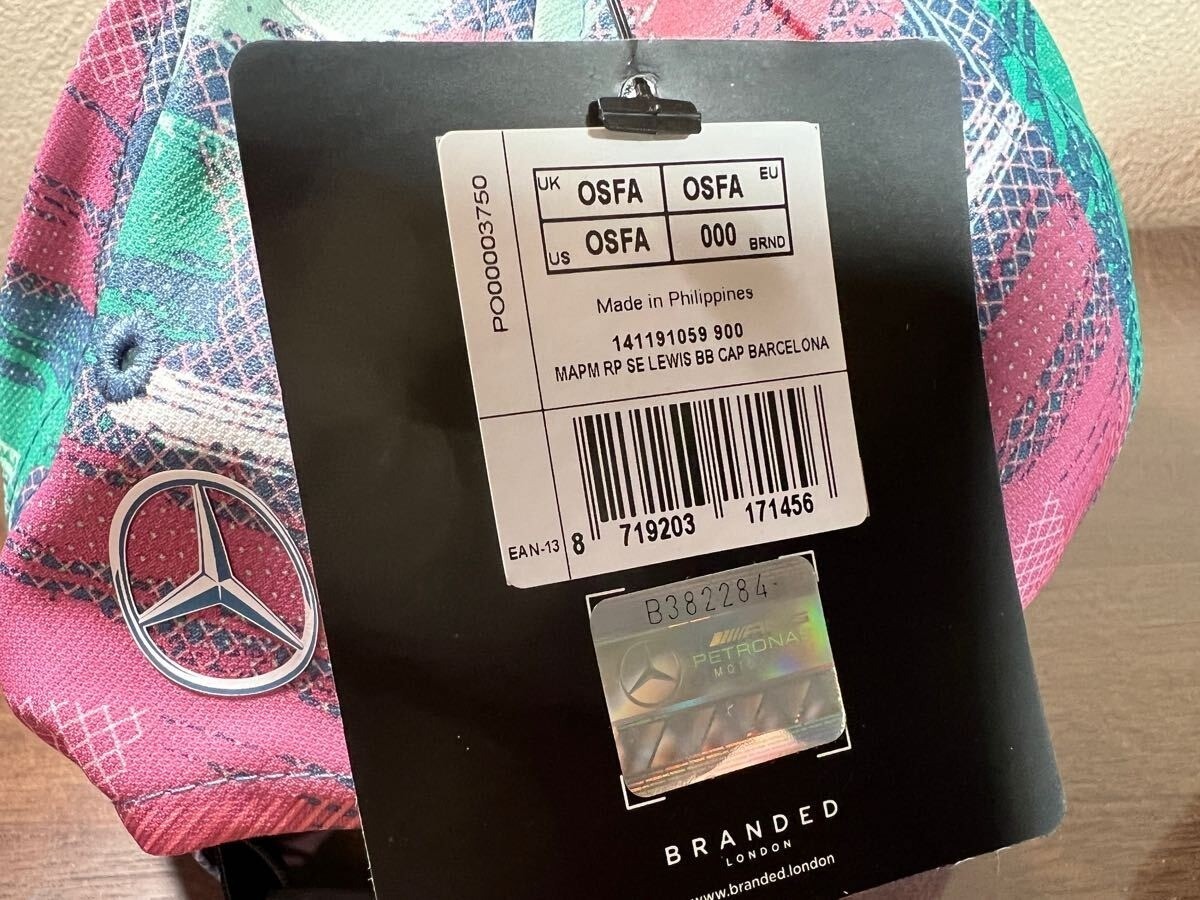 PO00003750
UK OSFA OSFA EU
US OSFA 000 BRND
Made in Philippines
141191059 900
MAPM RP SE LEWIS BB CAP BARCELONA
EAN-13
8 719203 171456
B382284
PETRONAS
MOTO
BRANDED
LONDON
www.branded.london